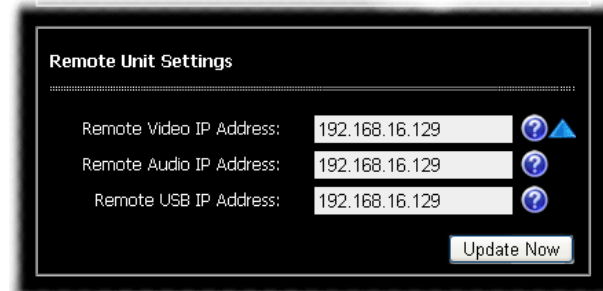 Remote Unit Settings
Remote Video IP Address: 192.168.16.129 ?
Remote Audio IP Address: 192.168.16.129 ?
Remote USB IP Address: 192.168.16.129 ?
Update Now